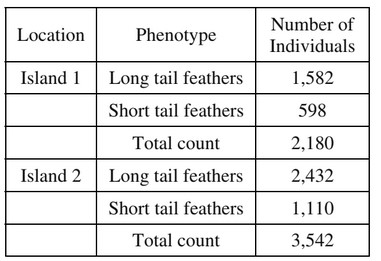 Location Phenotype Number of Individuals
Island 1 Long tail feathers 1,582
Short tail feathers 598
Total count 2,180
Island 2 Long tail feathers 2,432
Short tail feathers 1,110
Total count 3,542